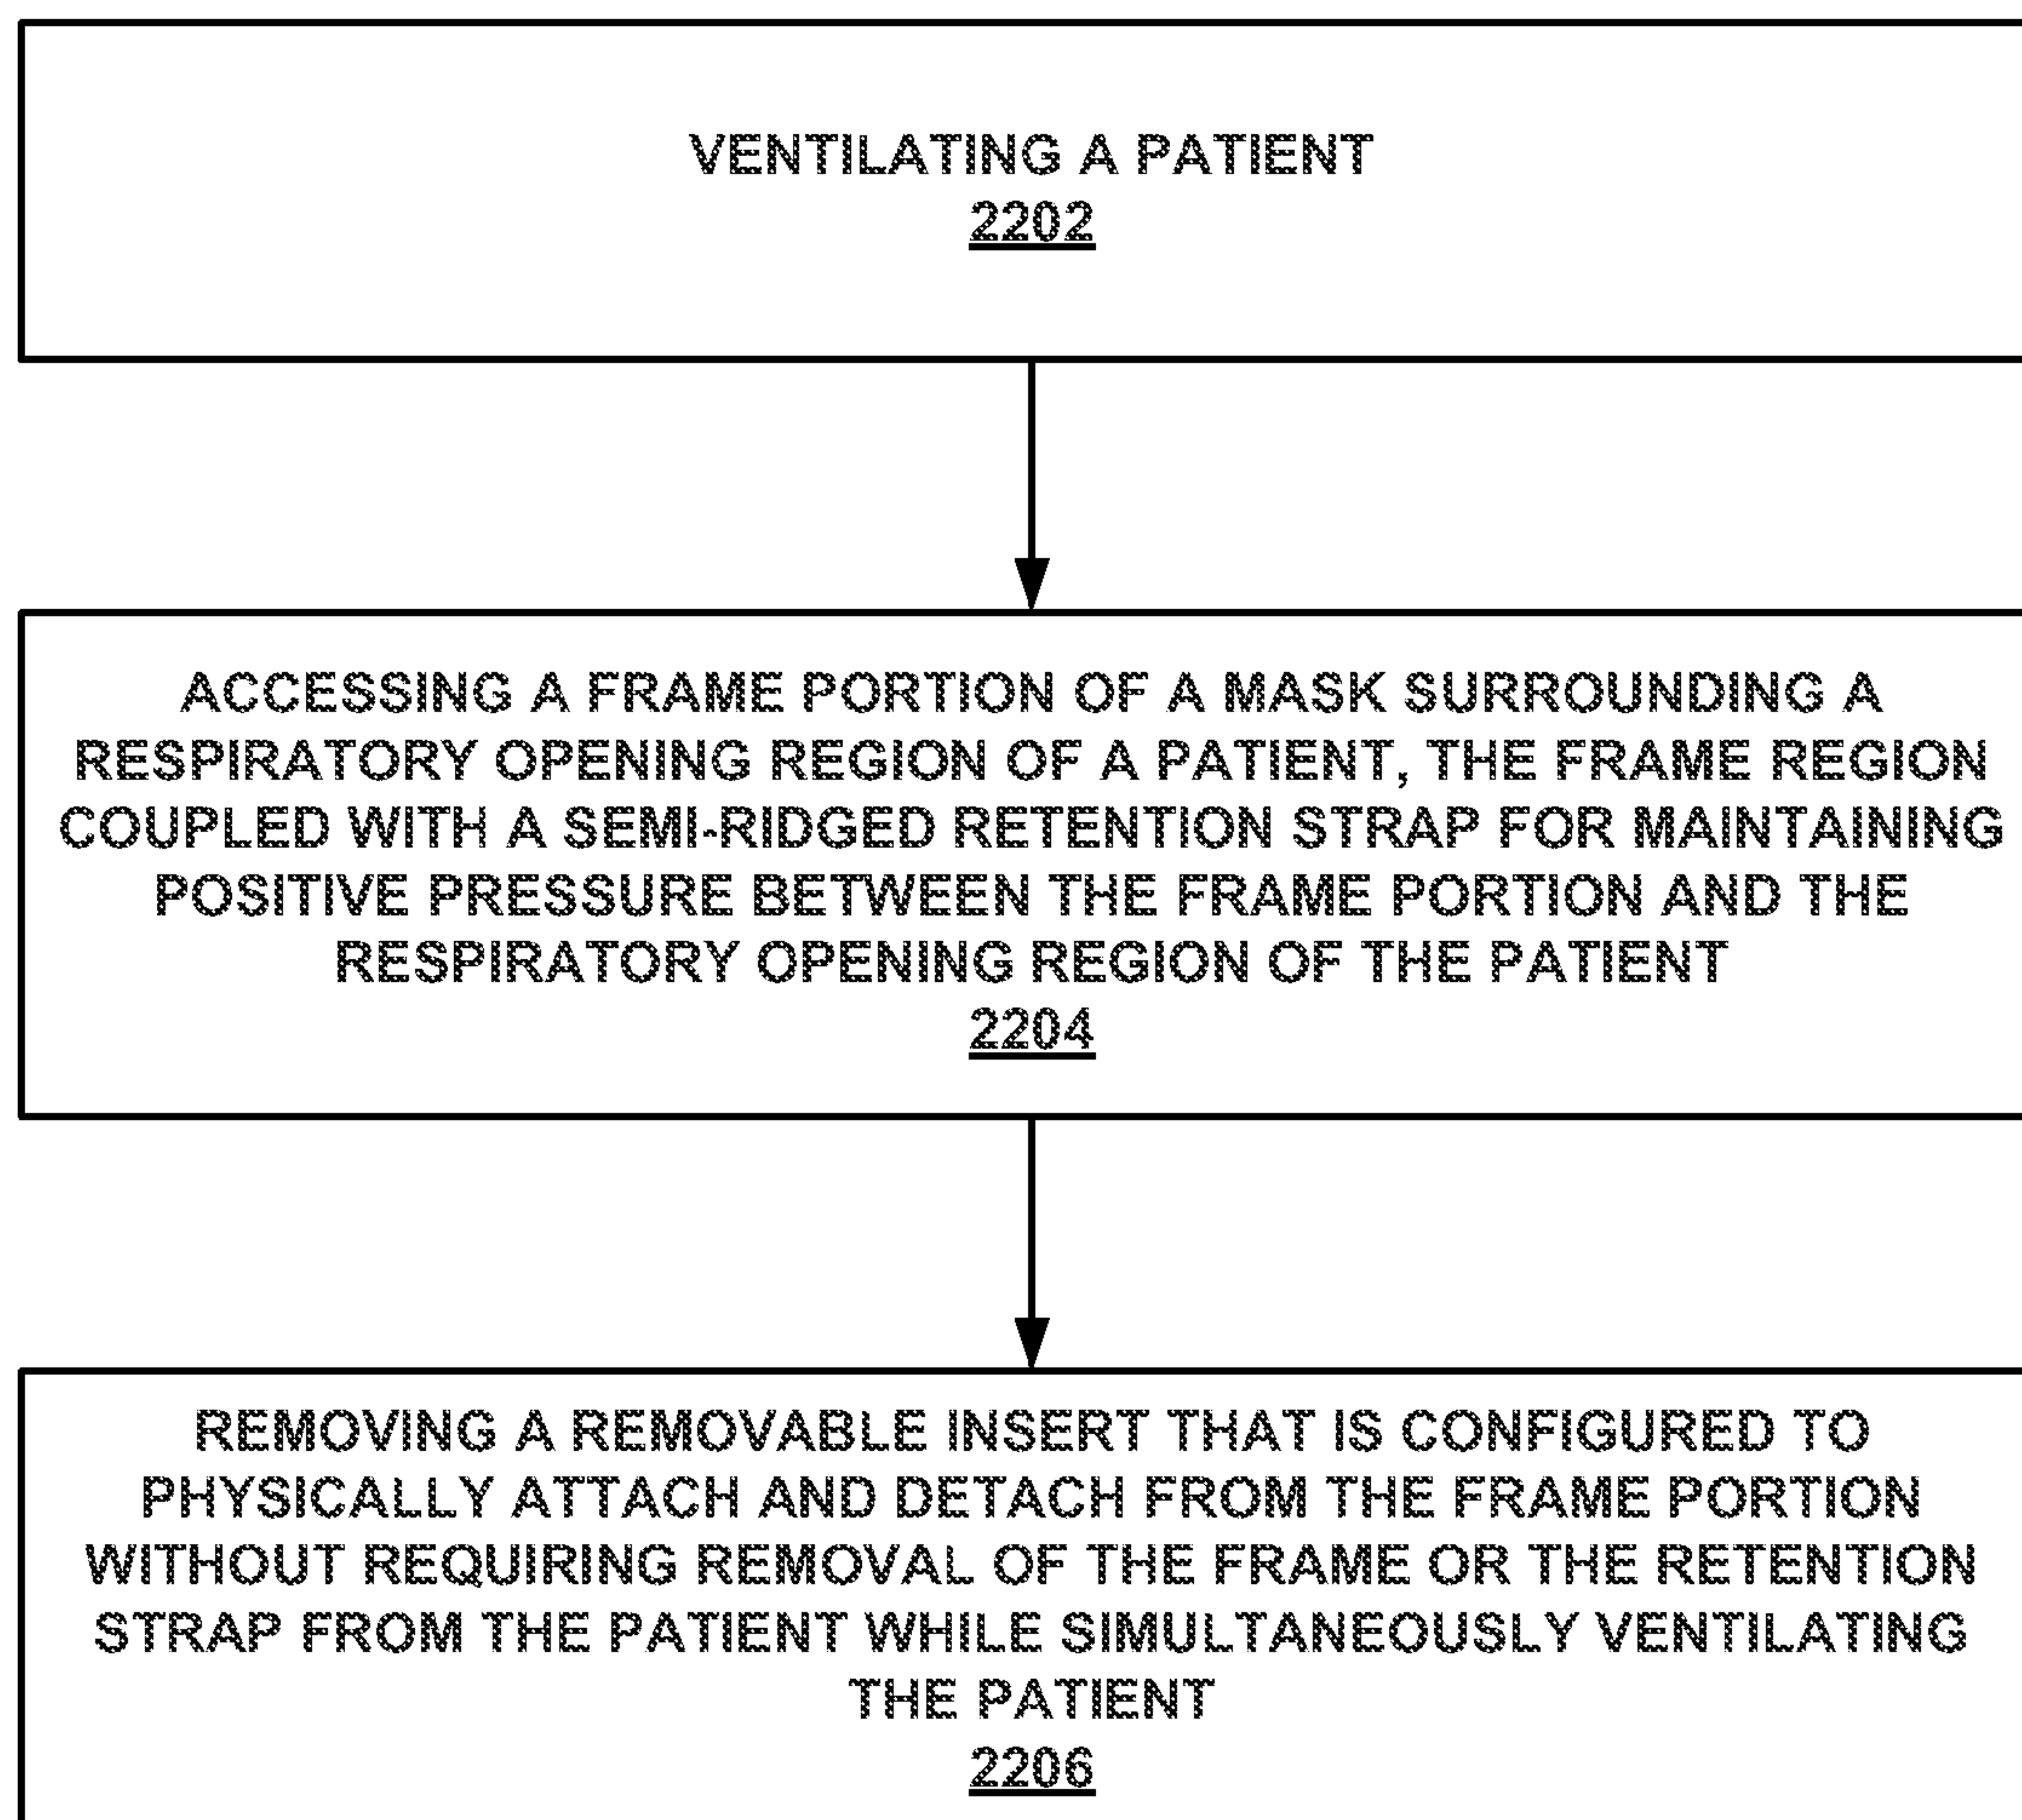 VENTILATING A PATIENT
2202
ACCESSING A FRAME PORTION OF A MASK SURROUNDING A
RESPIRATORY OPENING REGION OF A PATIENT, THE FRAME REGION
COUPLED WITH A SEMI-RIDGED RETENTION STRAP FOR MAINTAINING
POSITIVE PRESSURE BETWEEN THE FRAME PORTION AND THE
RESPIRATORY OPENING REGION OF THE PATIENT
2204
REMOVING A REMOVABLE INSERT THAT IS CONFIGURED TO
PHYSICALLY ATTACH AND DETACH FROM THE FRAME PORTION
WITHOUT REQUIRING REMOVAL OF THE FRAME OR THE RETENTION
STRAP FROM THE PATIENT WHILE SIMULTANEOUSLY VENTILATING
THE PATIENT
2206